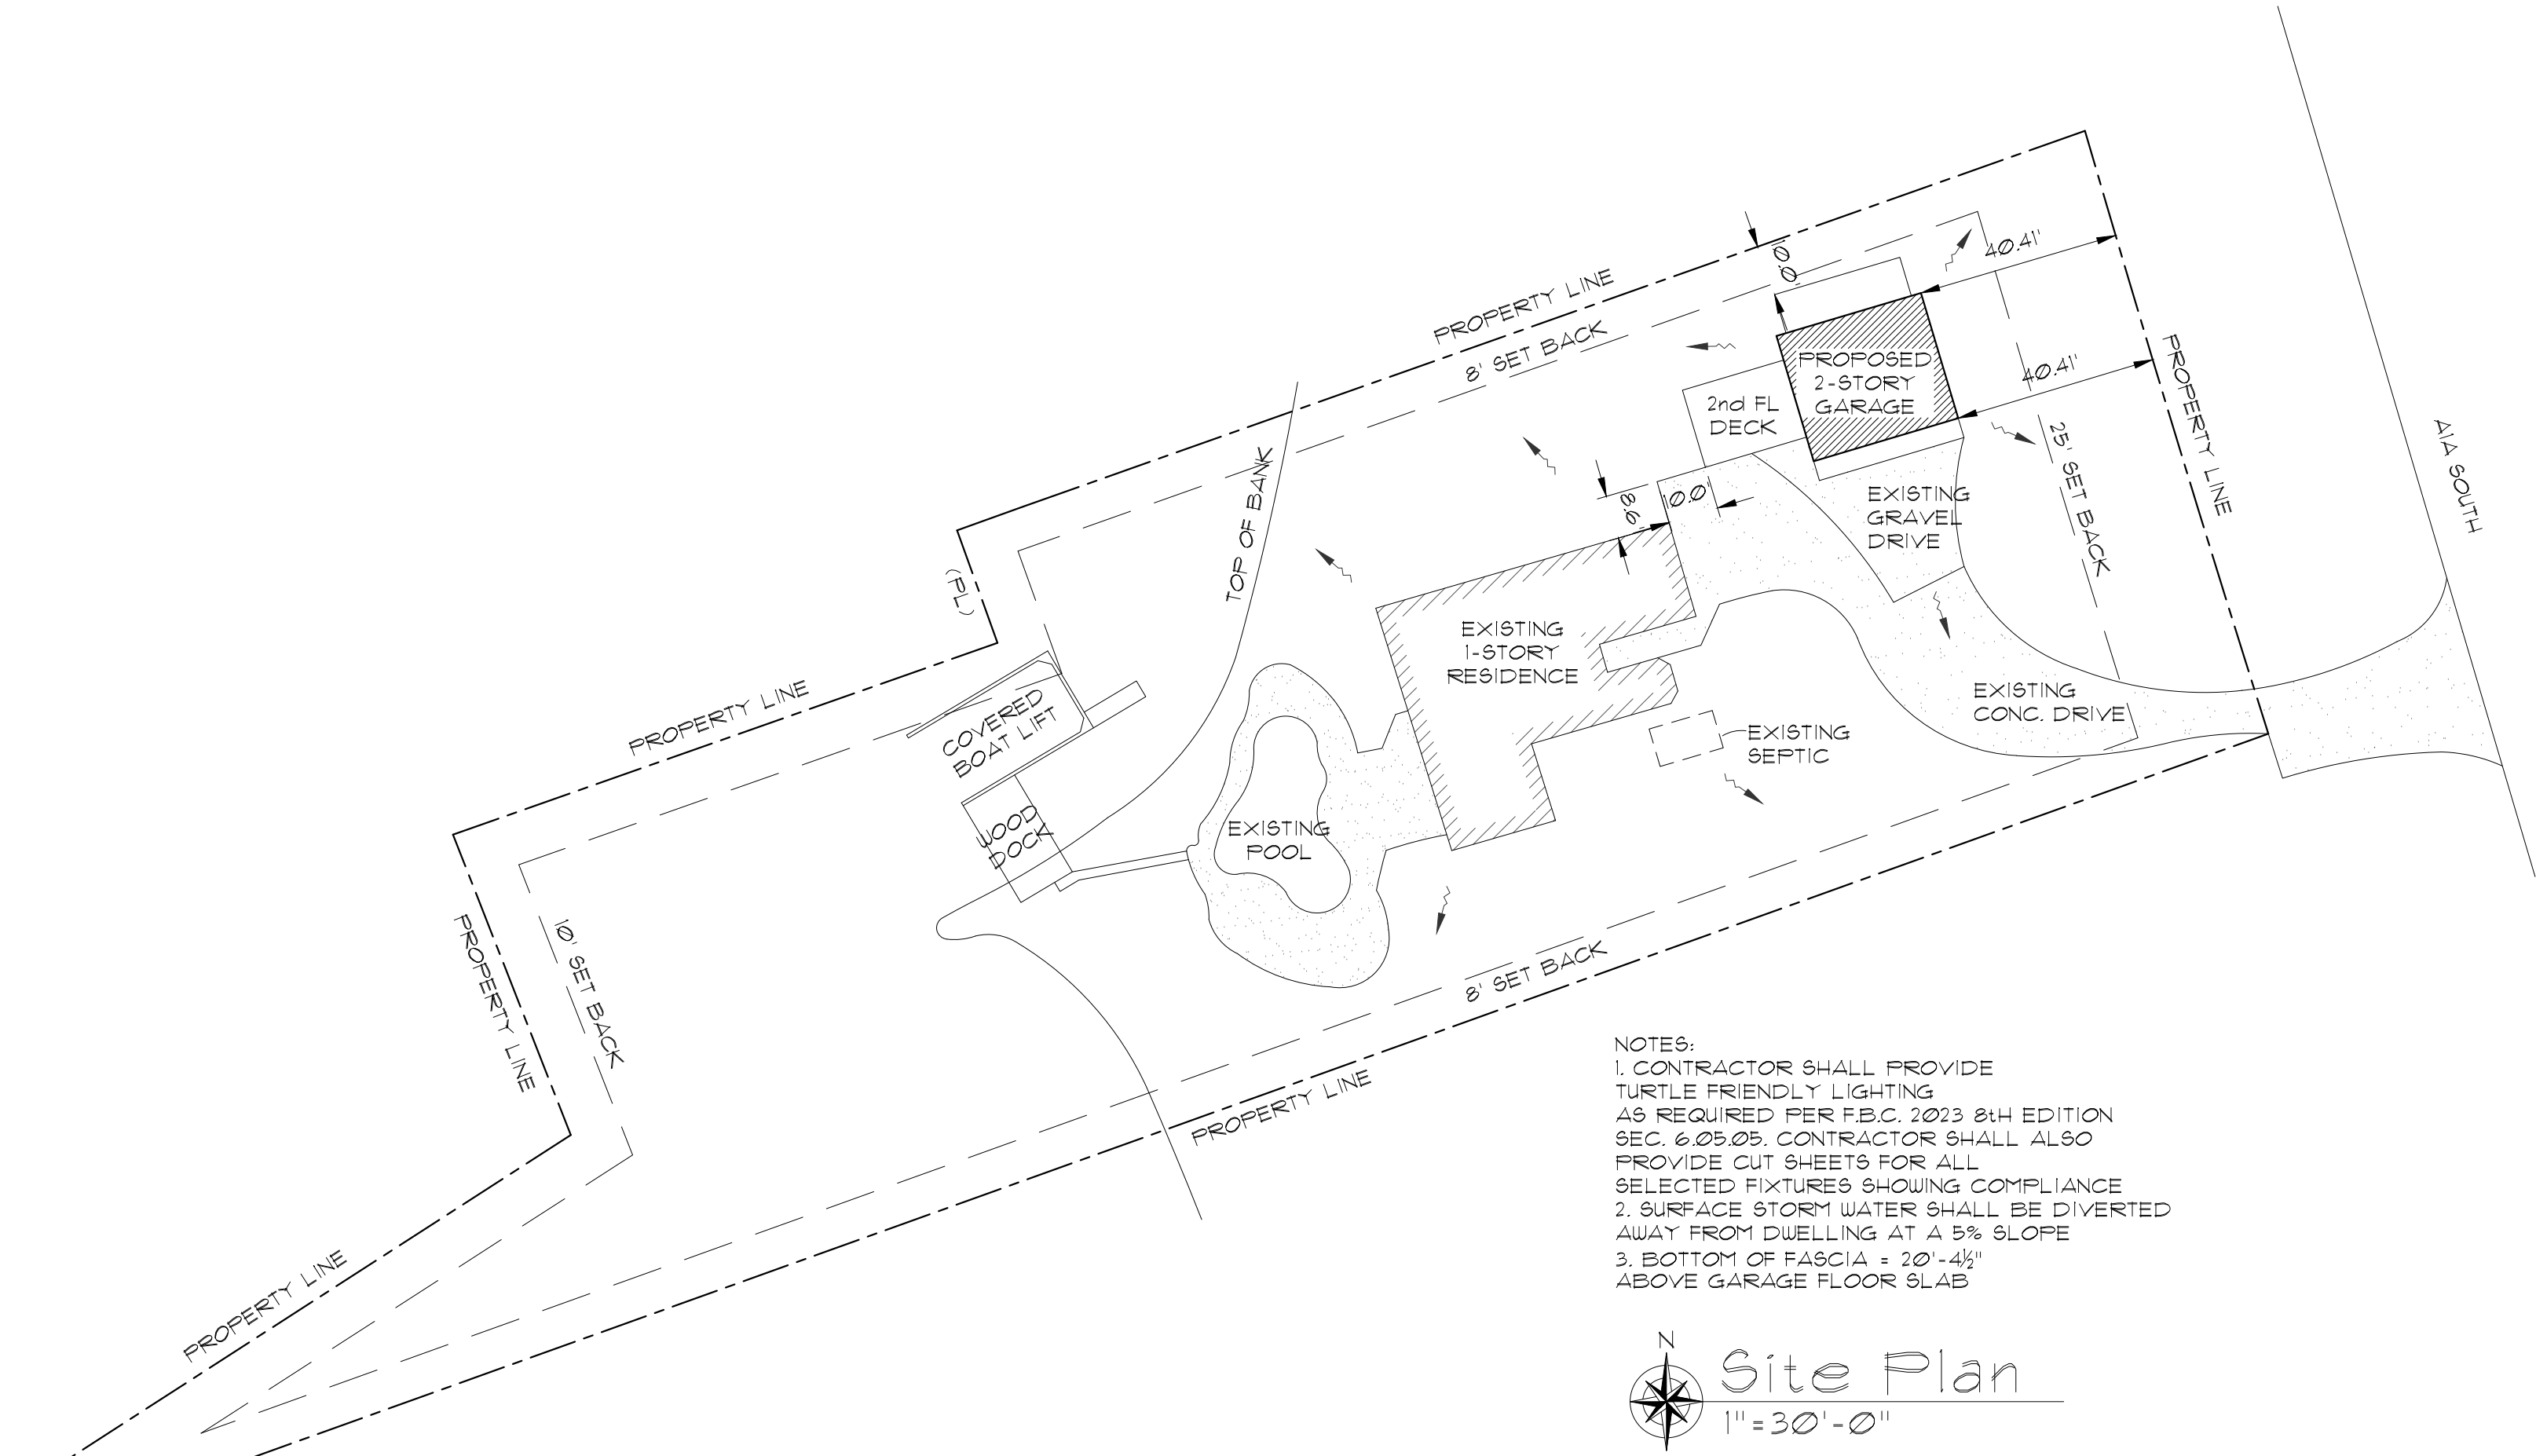 PROPERTY LINE
8' SET BACK
10.0'
40.41'
40.41'
PROPOSED
2-STORY
GARAGE
2nd FL
DECK
PROPERTY LINE
25' SET BACK
A1A SOUTH
EXISTING
GRAVEL
DRIVE
8.6'
10.0'
TOP OF BANK
(PL)
EXISTING
1-STORY
RESIDENCE
EXISTING
CONC. DRIVE
EXISTING
SEPTIC
PROPERTY LINE
COVERED
BOAT LIFT
WOOD
DOCK
EXISTING
POOL
PROPERTY LINE
10' SET BACK
8' SET BACK
PROPERTY LINE
PROPERTY LINE
NOTES:
1. CONTRACTOR SHALL PROVIDE
TURTLE FRIENDLY LIGHTING
AS REQUIRED PER F.B.C. 2023 8tH EDITION
SEC. 6.05.05. CONTRACTOR SHALL ALSO
PROVIDE CUT SHEETS FOR ALL
SELECTED FIXTURES SHOWING COMPLIANCE
2. SURFACE STORM WATER SHALL BE DIVERTED
AWAY FROM DWELLING AT A 5% SLOPE
3. BOTTOM OF FASCIA = 20'-4½"
ABOVE GARAGE FLOOR SLAB
N
Site Plan
1"=30'-0"